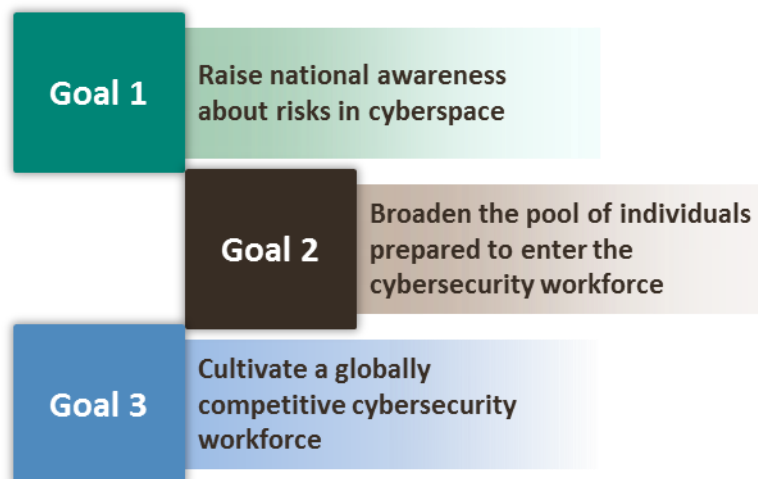 Goal 1
Raise national awareness
about risks in cyberspace
Goal 2
Broaden the pool of individuals
prepared to enter the
cybersecurity workforce
Goal 3
Cultivate a globally
competitive cybersecurity
workforce